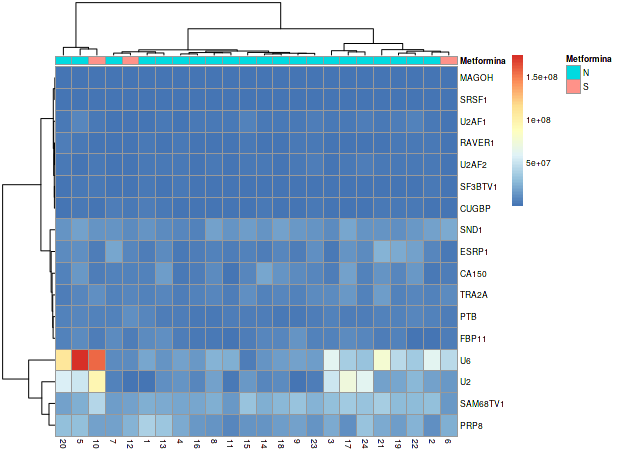 Metformina
MAGOH
SRSF1
U2AF1
RAVER1
U2AF2
SF3BTV1
CUGBP
SND1
ESRP1
CA150
TRA2A
PTB
FBP11
U6
U2
SAM68TV1
PRP8
20 5 10 7 12 1 13 4 16 8 11 15 14 18 9 23 3 17 24 21 19 22 2 6
1.5e+08
1e+08
5e+07
Metformina
N
S